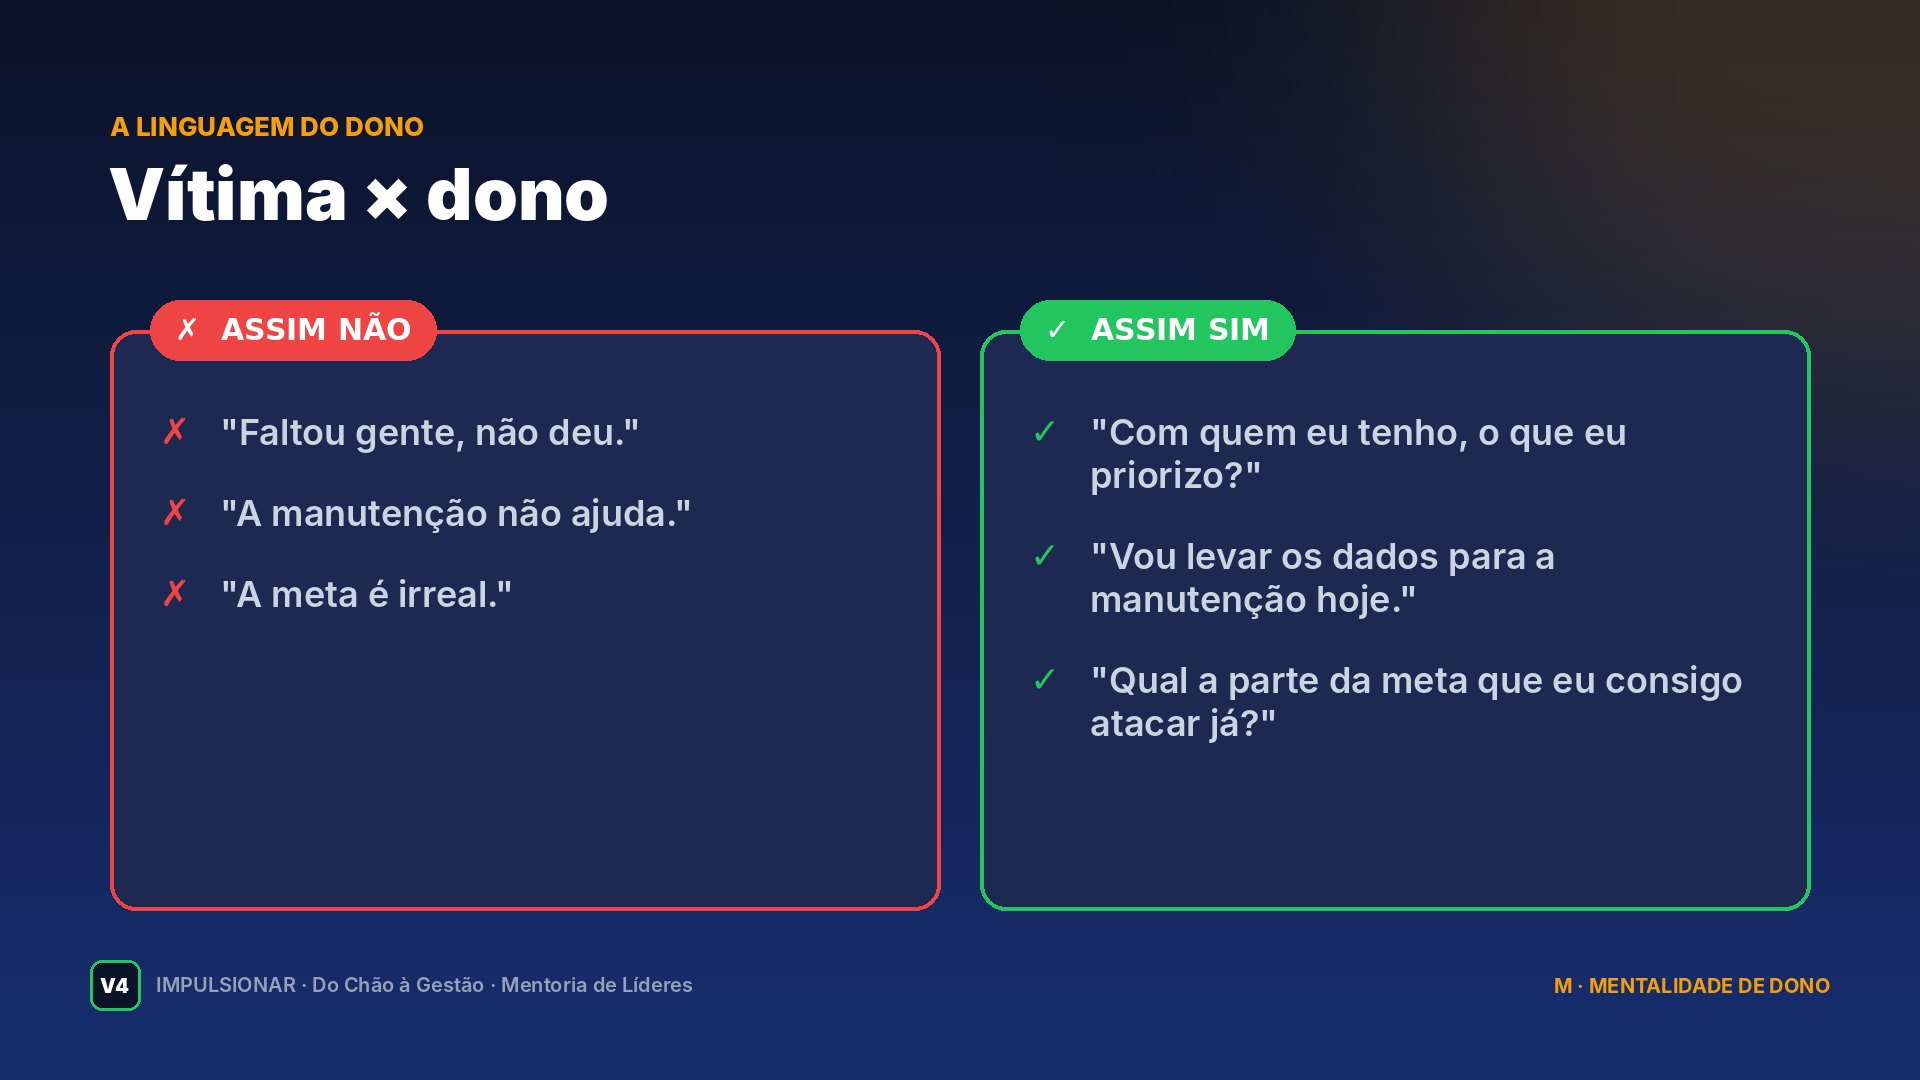 A LINGUAGEM DO DONO
Vítima × dono
✗ ASSIM NÃO
✗ "Faltou gente, não deu."
✗ "A manutenção não ajuda."
✗ "A meta é irreal."
✓ ASSIM SIM
✓ "Com quem eu tenho, o que eu
priorizo?"
✓ "Vou levar os dados para a
manutenção hoje."
✓ "Qual a parte da meta que eu consigo
atacar já?"
V4 IMPULSIONAR · Do Chão à Gestão · Mentoria de Líderes
M · MENTALIDADE DE DONO